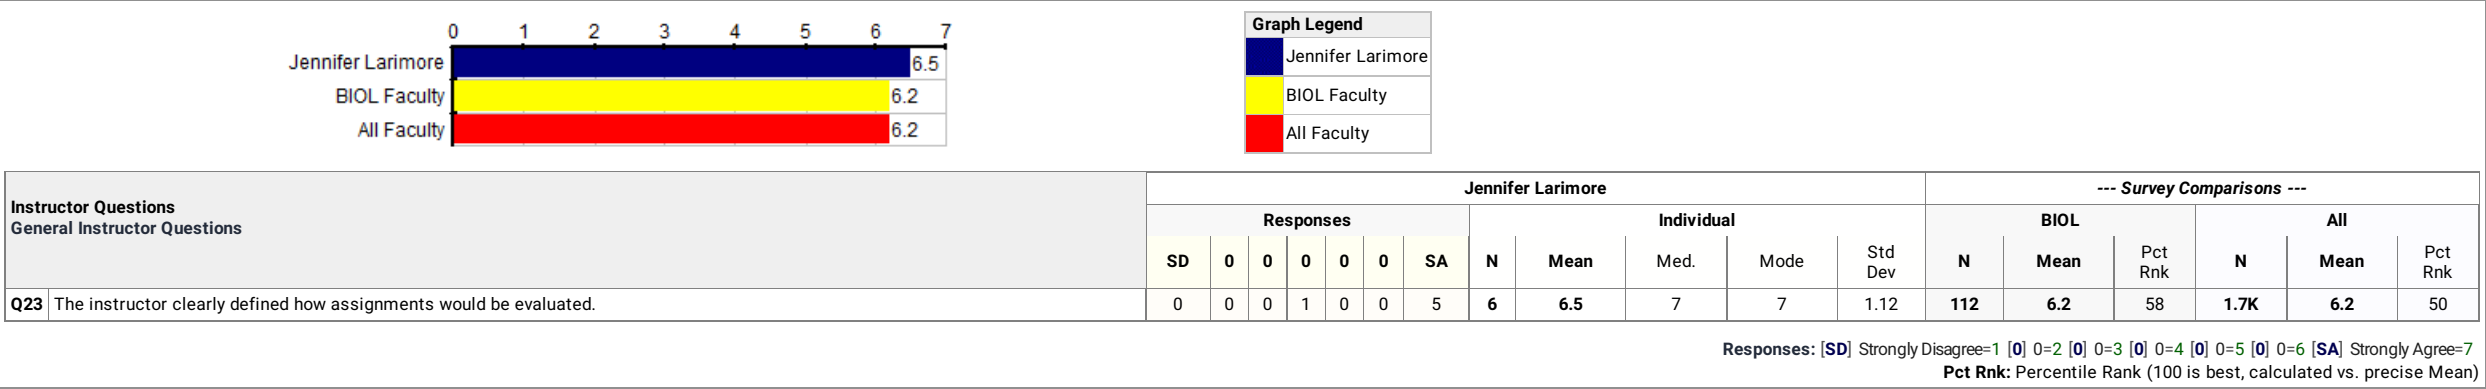 0 1 2 3 4 5 6 7
Jennifer Larimore 6.5
BIOL Faculty 6.2
All Faculty 6.2
Graph Legend
Jennifer Larimore
BIOL Faculty
All Faculty
Instructor Questions
General Instructor Questions
Jennifer Larimore --- Survey Comparisons ---
Responses Individual BIOL All
SD 0 0 0 0 0 SA N Mean Med. Mode Std Dev N Mean Pct Rnk N Mean Pct Rnk
Q23 The instructor clearly defined how assignments would be evaluated. 0 0 0 1 0 0 5 6 6.5 7 7 1.12 112 6.2 58 1.7K 6.2 50
Responses: [SD] Strongly Disagree=1 [0] 0=2 [0] 0=3 [0] 0=4 [0] 0=5 [0] 0=6 [SA] Strongly Agree=7
Pct Rnk: Percentile Rank (100 is best, calculated vs. precise Mean)